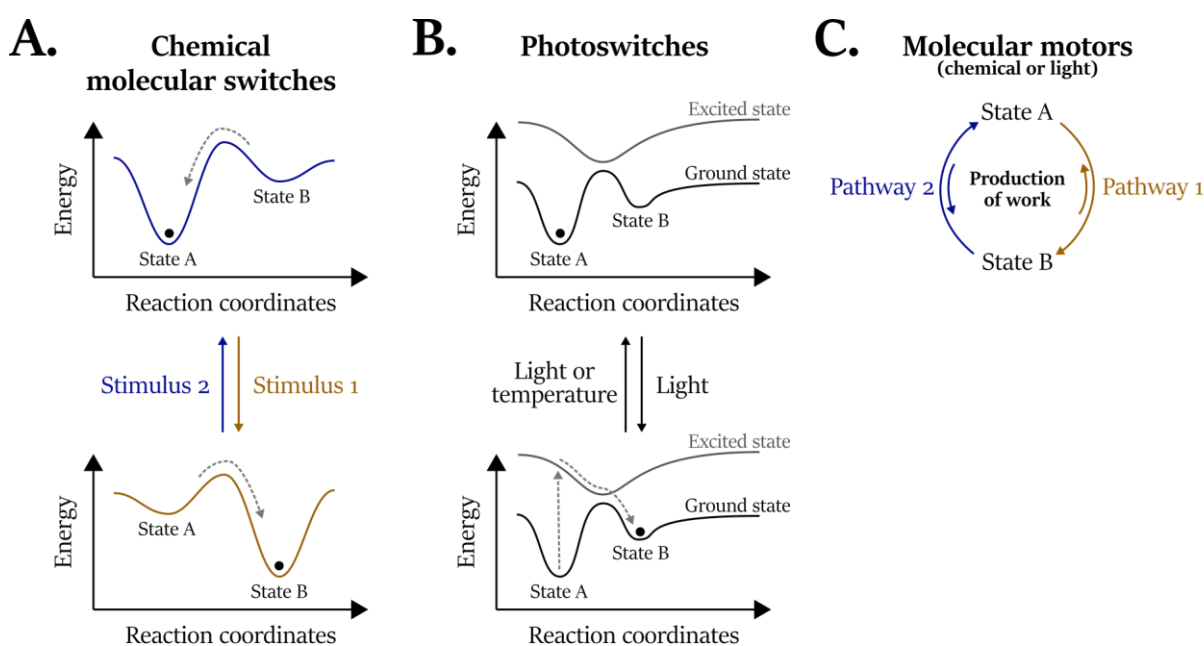 A.
Chemical
molecular switches
Energy
State B
State A
Reaction coordinates
Stimulus 2
Stimulus 1
Energy
State A
State B
Reaction coordinates
B.
Photoswitches
Excited state
Energy
Ground state
State B
State A
Reaction coordinates
Light or
temperature
Light
Excited state
Energy
Ground state
State B
State A
Reaction coordinates
C.
Molecular motors
(chemical or light)
State A
Pathway 2
Production
of work
Pathway 1
State B